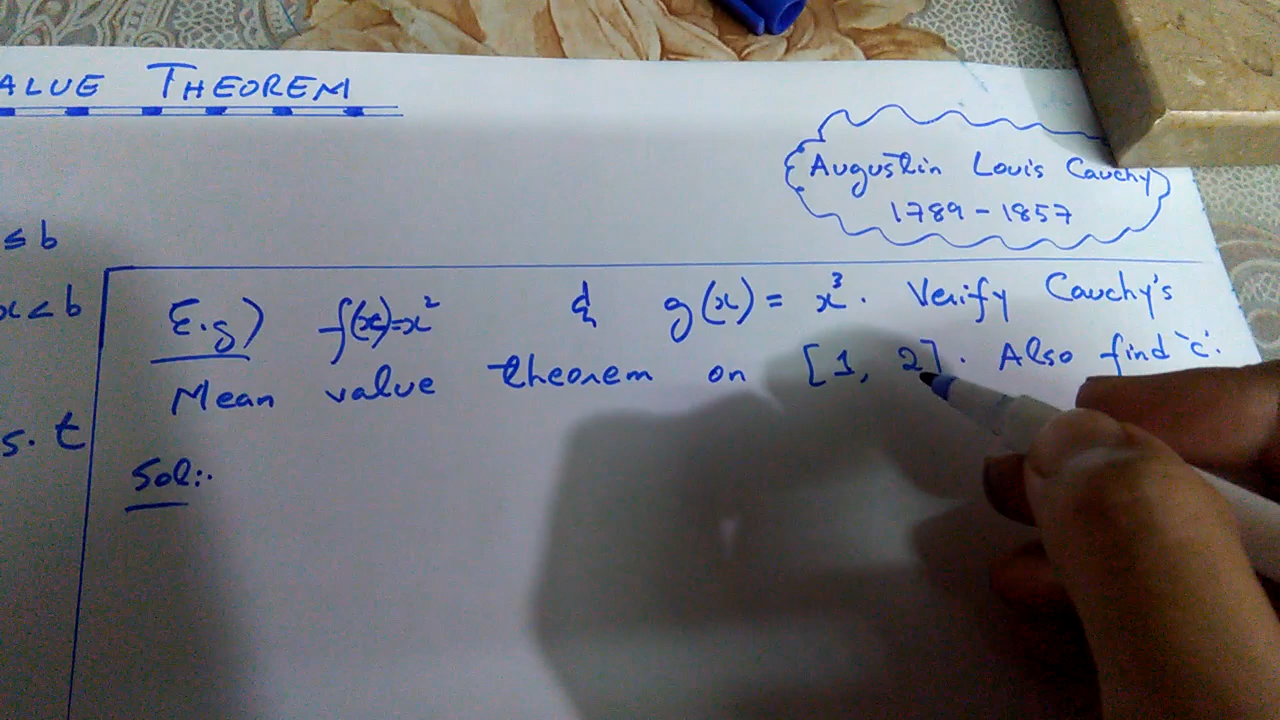 ALUE THEOREM
Augustin Louis Cauchy
1789-1857
≤ b
x < b
E.g) f(x)=x² & g(x) = x³. Verify Cauchy's
Mean value theorem on [1, 2]. Also find 'c'.
s.t
Sol:.